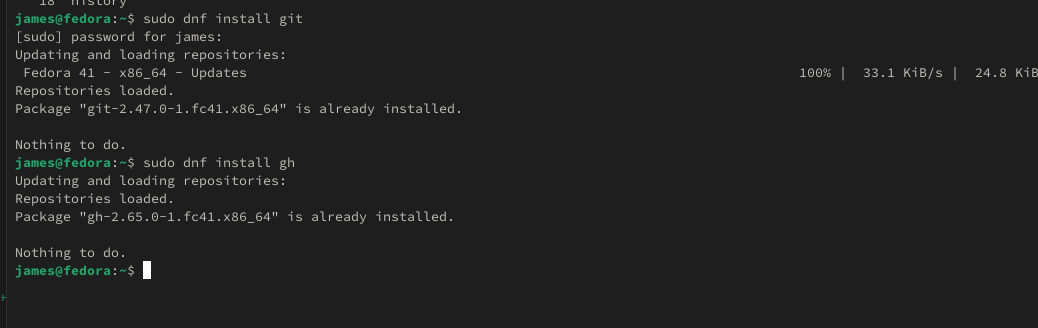 18 history
james@fedora:~$ sudo dnf install git
[sudo] password for james:
Updating and loading repositories:
 Fedora 41 - x86_64 - Updates 100% | 33.1 KiB/s | 24.8 KiB
Repositories loaded.
Package "git-2.47.0-1.fc41.x86_64" is already installed.

Nothing to do.
james@fedora:~$ sudo dnf install gh
Updating and loading repositories:
Repositories loaded.
Package "gh-2.65.0-1.fc41.x86_64" is already installed.

Nothing to do.
james@fedora:~$